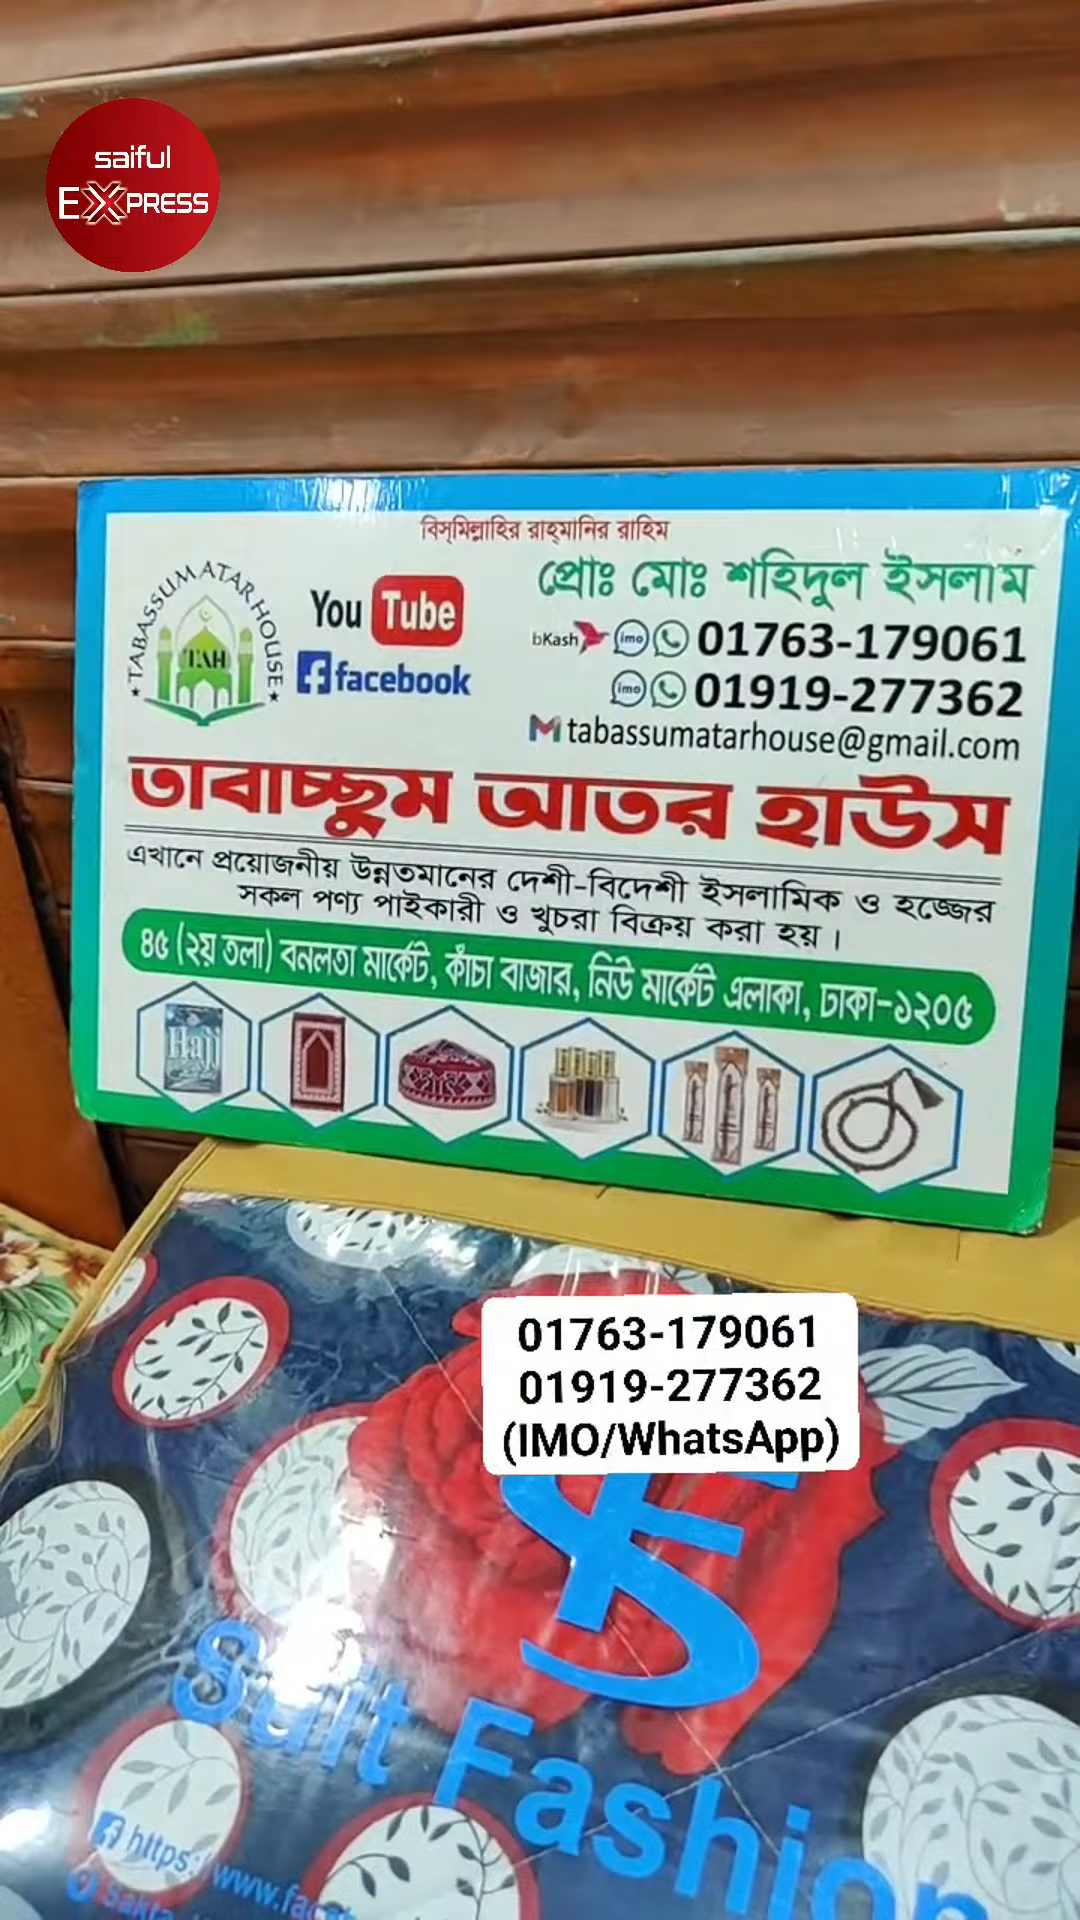 saiful
EXPRESS
বিস্‌মিল্লাহির রাহ্‌মানির রাহিম
TABASSUM ATAR HOUSE
TAH
You Tube
facebook
প্রোঃ মোঃ শহিদুল ইসলাম
bKash imo 01763-179061
imo 01919-277362
tabassumatarhouse@gmail.com
তাবাচ্ছুম আতর হাউস
এখানে প্রয়োজনীয় উন্নতমানের দেশী-বিদেশী ইসলামিক ও হজ্জের
সকল পণ্য পাইকারী ও খুচরা বিক্রয় করা হয়।
৪৫ (২য় তলা) বনলতা মার্কেট, কাঁচা বাজার, নিউ মার্কেট এলাকা, ঢাকা-১২০৫
Hajj
01763-179061
01919-277362
(IMO/WhatsApp)
Suit Fashion
https: www.fac